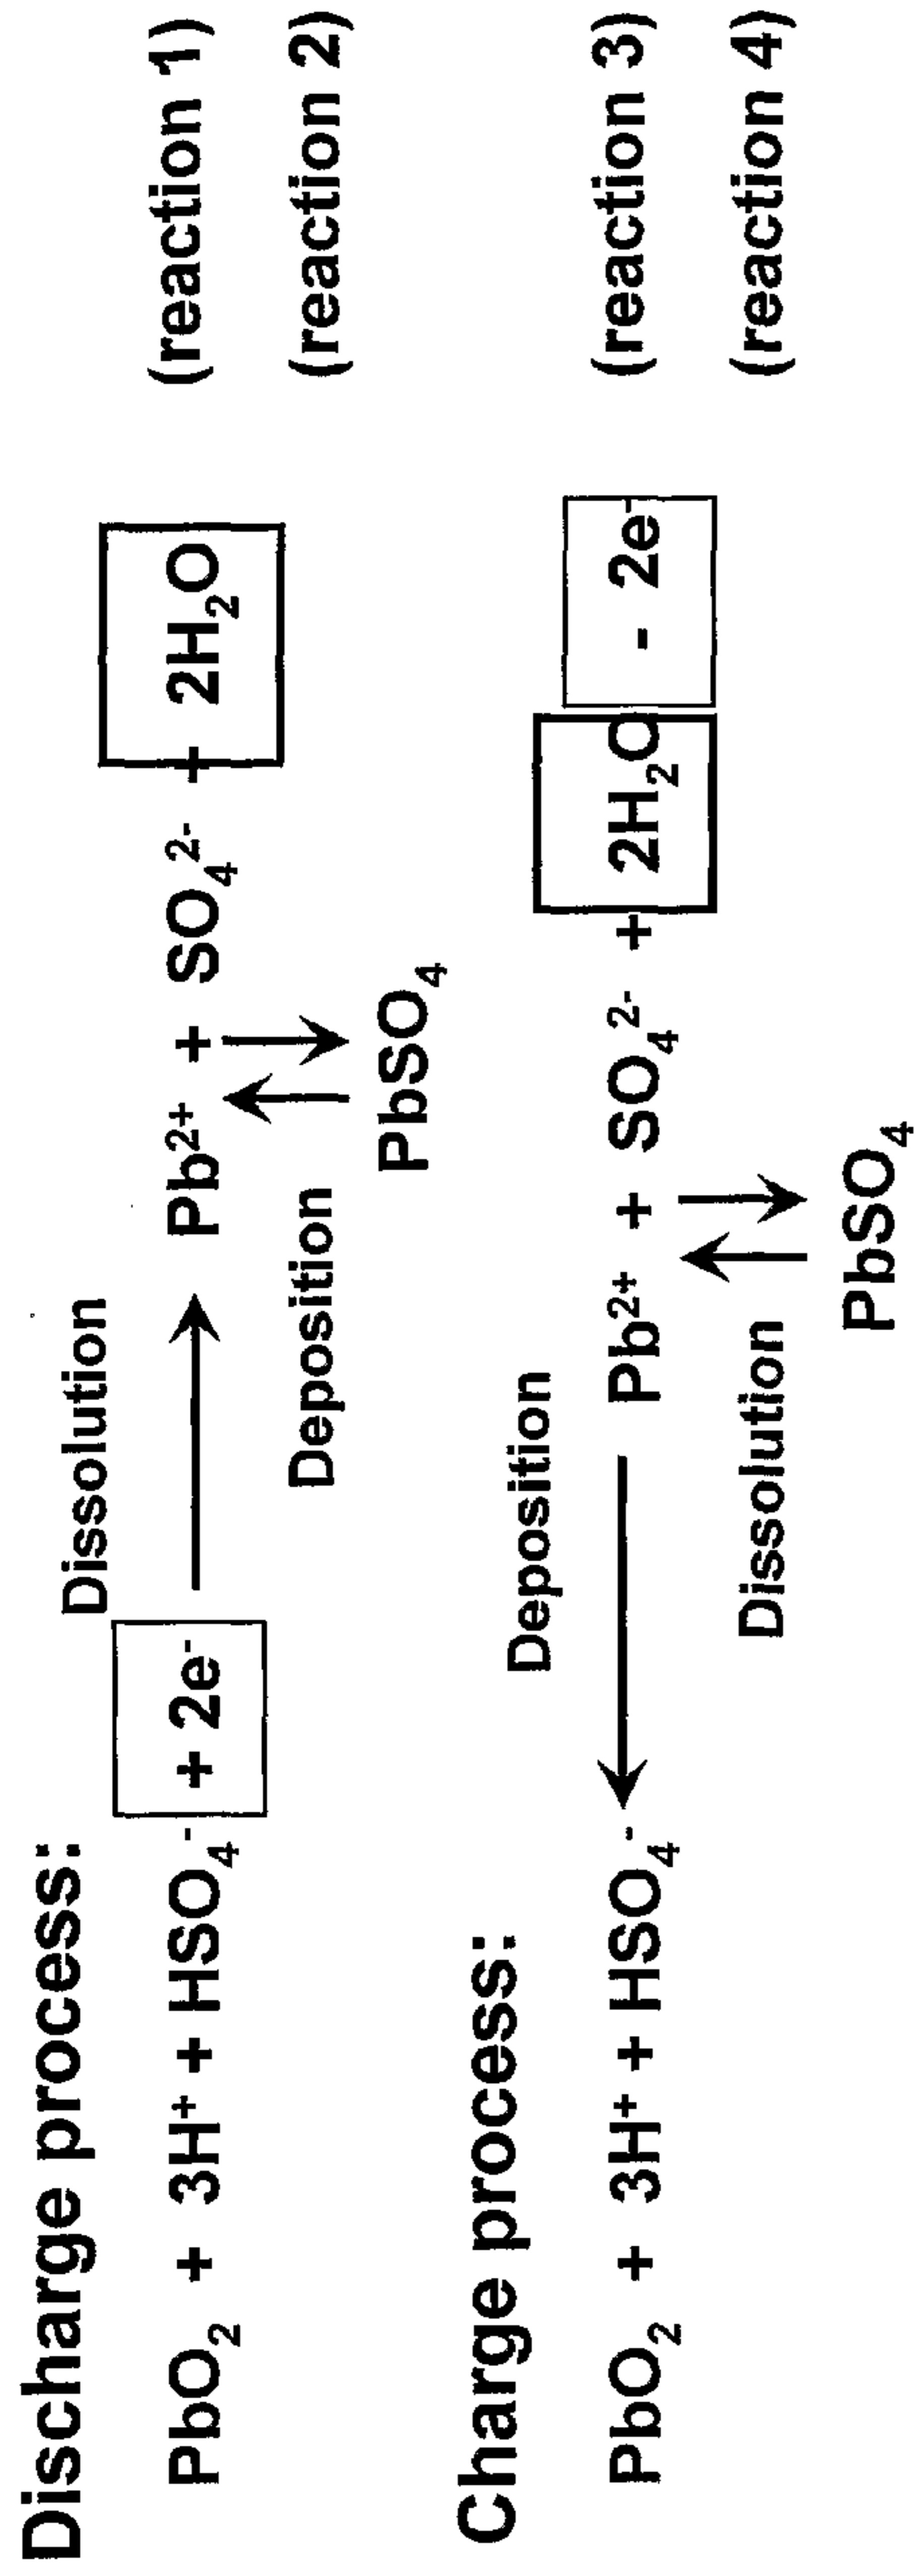 Discharge process:
Dissolution
PbO₂ + 3H⁺ + HSO₄⁻ + 2e⁻ → Pb²⁺ + SO₄²⁻ + 2H₂O (reaction 1)
Deposition ↑↓ (reaction 2)
PbSO₄
Charge process:
Deposition
PbO₂ + 3H⁺ + HSO₄⁻ ← Pb²⁺ + SO₄²⁻ + 2H₂O - 2e⁻ (reaction 3)
Dissolution ↑↓ (reaction 4)
PbSO₄